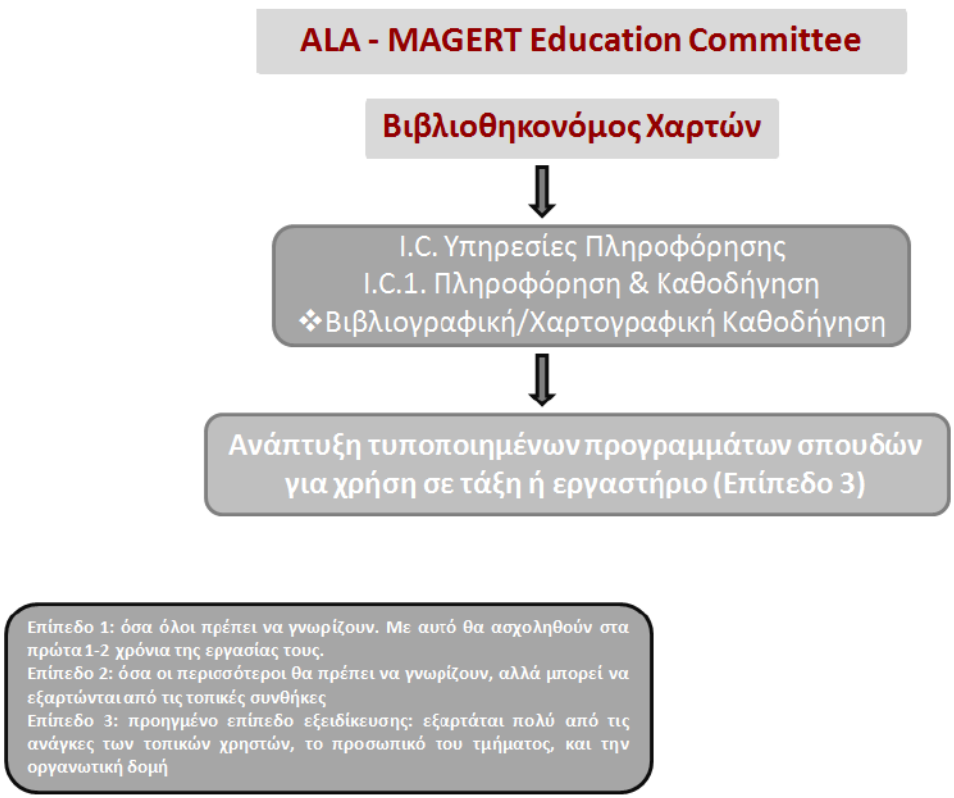 ALA - MAGERT Education Committee
Βιβλιοθηκονόμος Χαρτών
I.C. Υπηρεσίες Πληροφόρησης
I.C.1. Πληροφόρηση & Καθοδήγηση
❖Βιβλιογραφική/Χαρτογραφική Καθοδήγηση
Ανάπτυξη τυποποιημένων προγραμμάτων σπουδών
για χρήση σε τάξη ή εργαστήριο (Επίπεδο 3)
Επίπεδο 1: όσα όλοι πρέπει να γνωρίζουν. Με αυτό θα ασχοληθούν στα
πρώτα 1-2 χρόνια της εργασίας τους.
Επίπεδο 2: όσα οι περισσότεροι θα πρέπει να γνωρίζουν, αλλά μπορεί να
εξαρτώνται από τις τοπικές συνθήκες
Επίπεδο 3: προηγμένο επίπεδο εξειδίκευσης: εξαρτάται πολύ από τις
ανάγκες των τοπικών χρηστών, το προσωπικό του τμήματος, και την
οργανωτική δομή